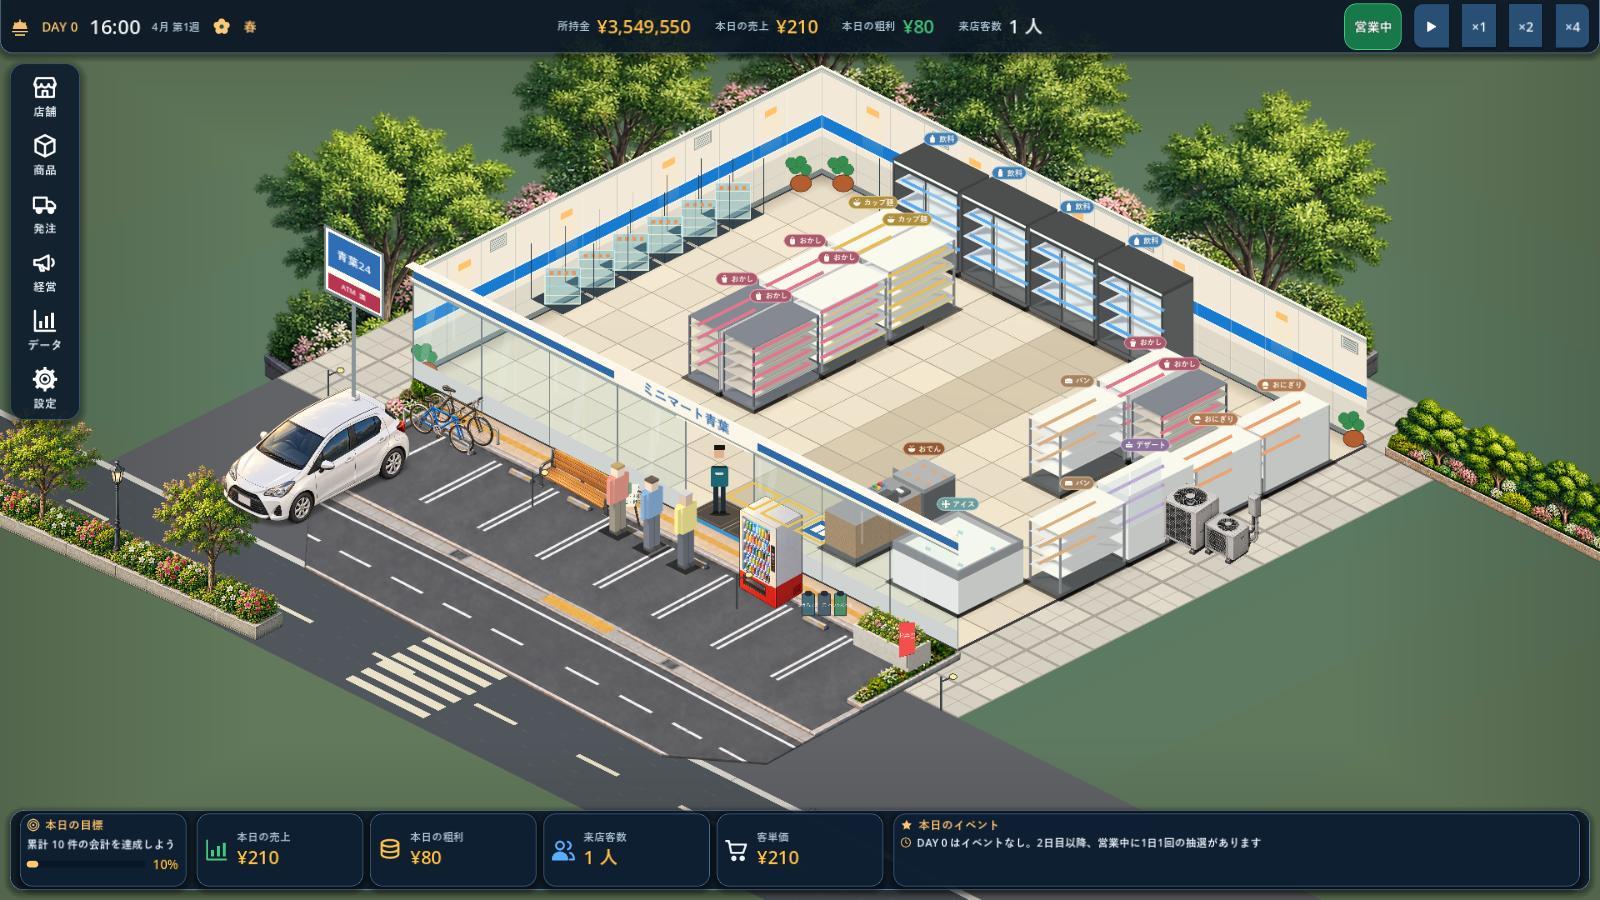 DAY 0 16:00 4月 第1週 春
所持金 ¥3,549,550 本日の売上 ¥210 本日の粗利 ¥80 来店客数 1 人
営業中 ×1 ×2 ×4
店舗
商品
発注
経営
データ
設定
青葉24
ATM
飲料
飲料
飲料
飲料
カップ麺
カップ麺
おかし
おかし
おかし
おかし
おかし
おかし
パン
おにぎり
おにぎり
デザート
おでん
パン
アイス
ミニマート青葉
本日の目標
累計 10 件の会計を達成しよう
10%
本日の売上
¥210
本日の粗利
¥80
来店客数
1 人
客単価
¥210
本日のイベント
DAY 0 はイベントなし。2日目以降、営業中に1日1回の抽選があります